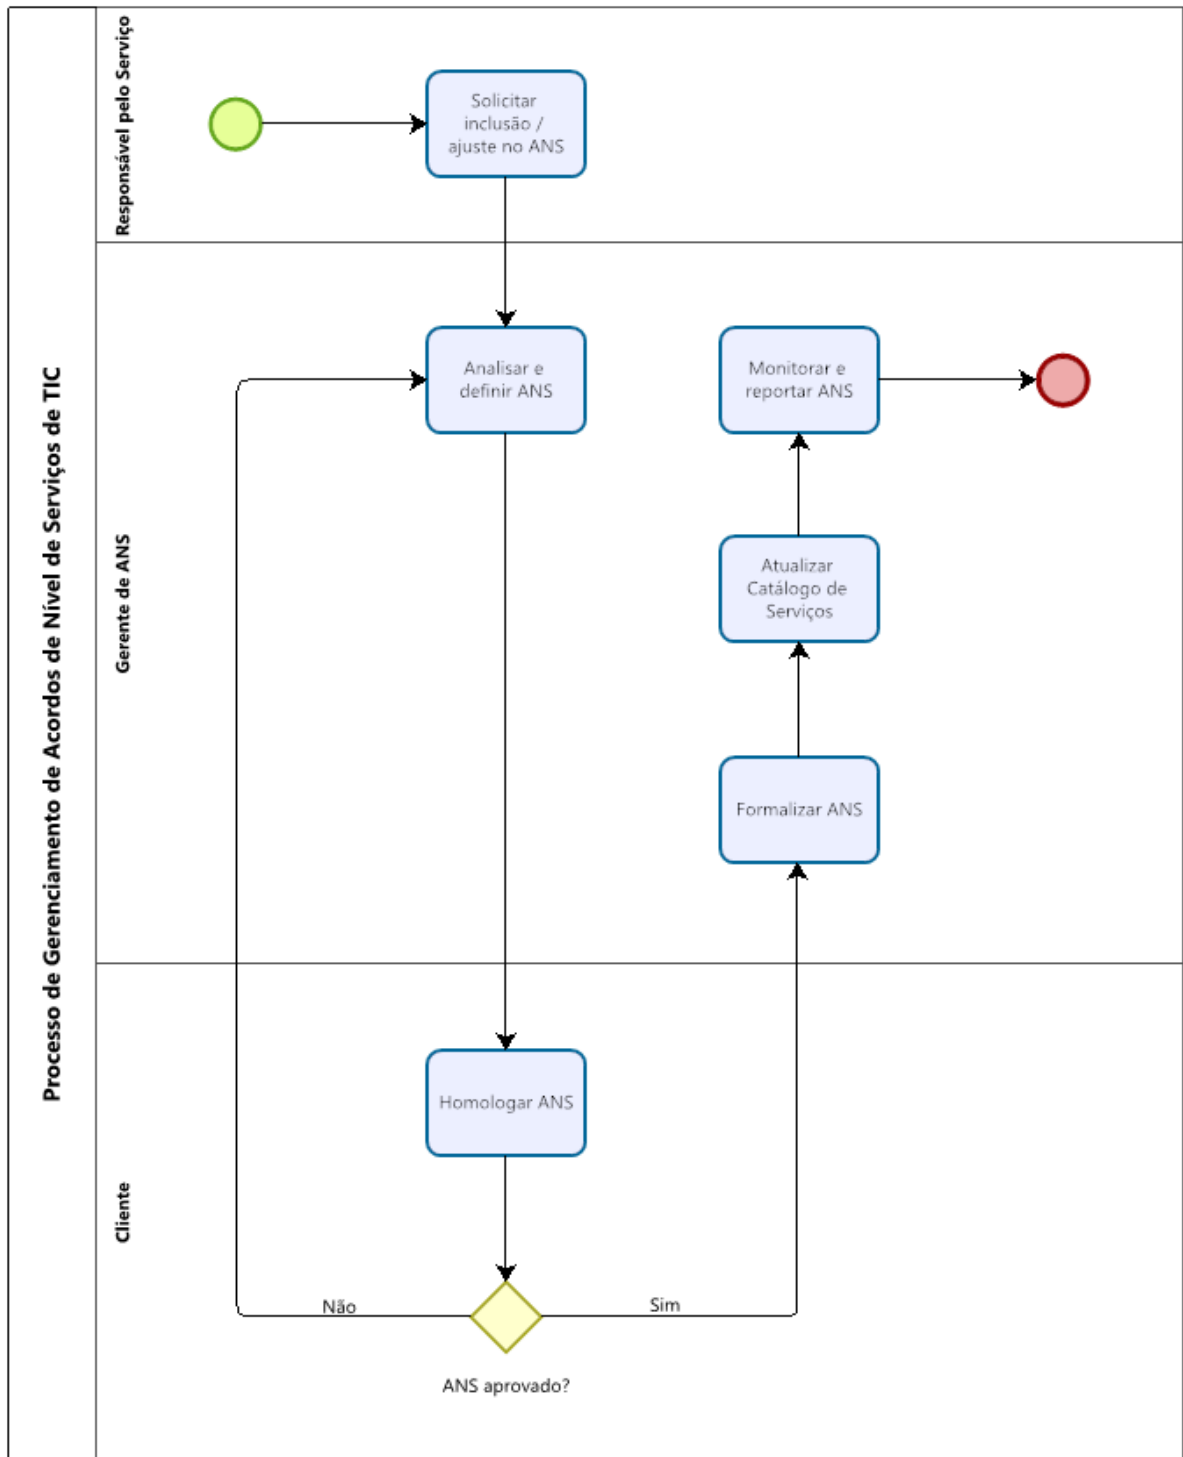 Processo de Gerenciamento de Acordos de Nível de Serviços de TIC
Responsável pelo Serviço
Solicitar
inclusão /
ajuste no ANS
Gerente de ANS
Analisar e
definir ANS
Monitorar e
reportar ANS
Atualizar
Catálogo de
Serviços
Formalizar ANS
Cliente
Homologar ANS
Não
Sim
ANS aprovado?